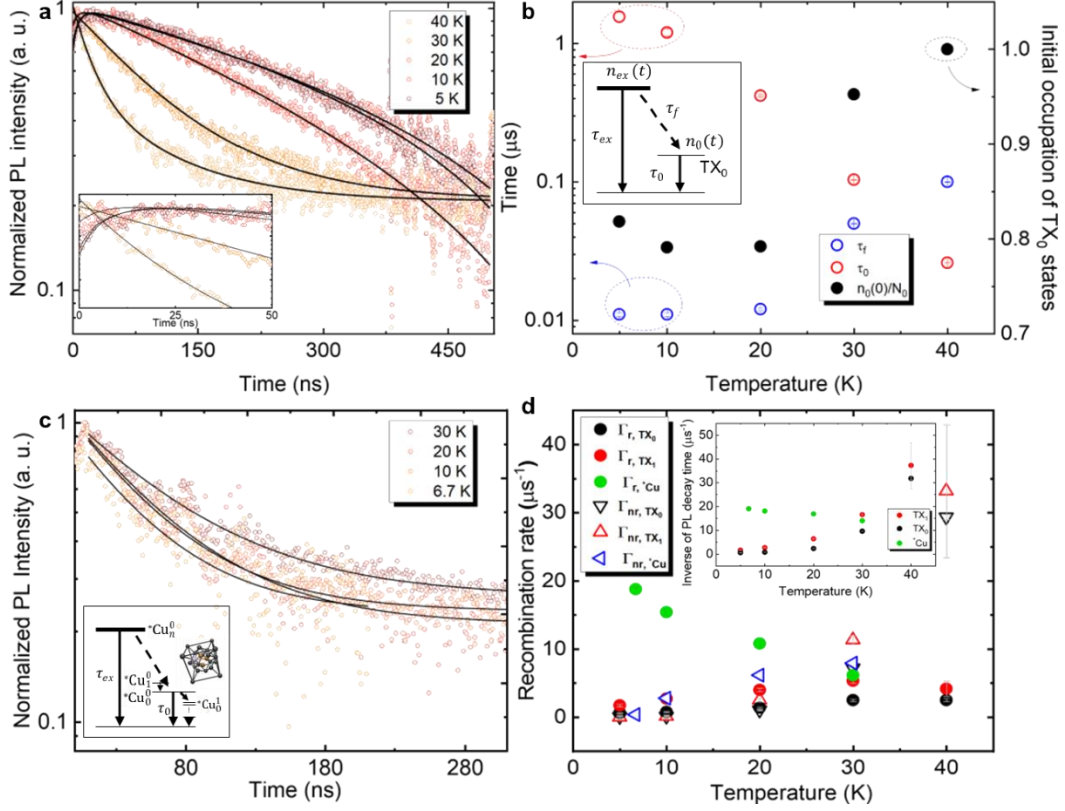 a
Normalized PL intensity (a. u.)
1
0.1
40 K
30 K
20 K
10 K
5 K
0 25 50
Time (ns)
0 150 300 450
Time (ns)
b
Time (µs)
1
0.1
0.01
n_ex(t)
τ_f
τ_ex
n_0(t)
τ_0
TX_0
τ_f
τ_0
n_0(0)/N_0
Initial occupation of TX_0 states
1.0
0.9
0.8
0.7
0 10 20 30 40
Temperature (K)
c
Normalized PL Intensity (a. u.)
1
0.1
30 K
20 K
10 K
6.7 K
*Cu_n^0
τ_ex
*Cu_1^0
*Cu_0^0
τ_0
*Cu_0^1
80 180 280
Time (ns)
d
Recombination rate (µs⁻¹)
40
30
20
10
0
Γ_r, TX_0
Γ_r, TX_1
Γ_r, *Cu
Γ_nr, TX_0
Γ_nr, TX_1
Γ_nr, *Cu
Inverse of PL decay time (µs⁻¹)
50
40
30
20
10
0
TX_1
TX_0
*Cu
0 10 20 30 40
Temperature (K)
0 10 20 30 40
Temperature (K)